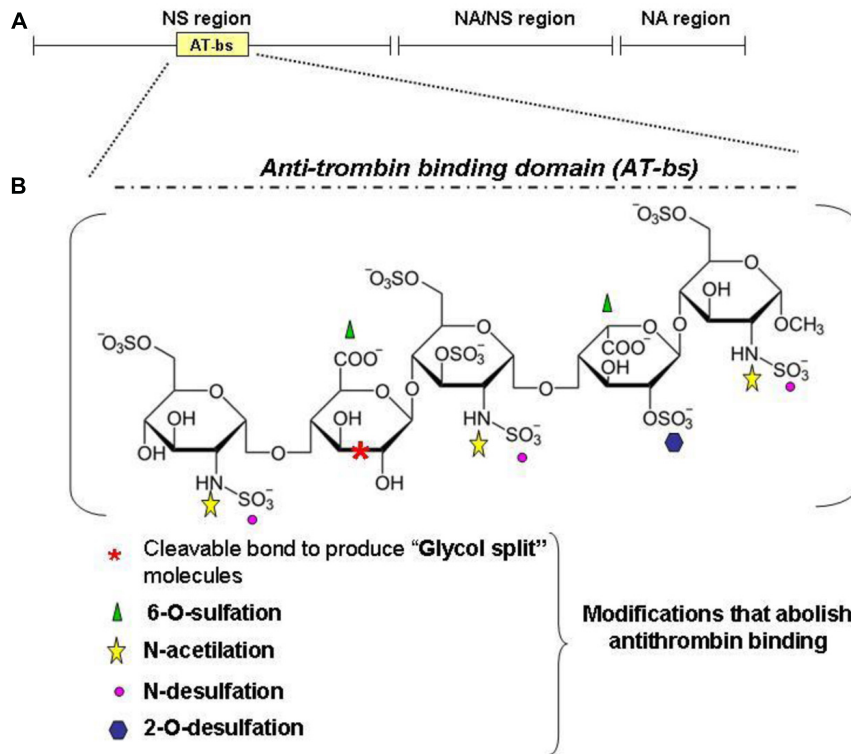 A
NS region
NA/NS region
NA region
AT-bs
Anti-trombin binding domain (AT-bs)
B
⁻O₃SO
⁻O₃SO
⁻O₃SO
O
OH
O
OCH₃
HN
SO₃⁻
COO⁻
OSO₃⁻
O
O
COO⁻
OH
O
OSO₃⁻
HN
SO₃⁻
O
O
OH
OH
O
O
OH
O
OH
HN
SO₃⁻
* Cleavable bond to produce “Glycol split”
molecules
6-O-sulfation
N-acetilation
N-desulfation
2-O-desulfation
Modifications that abolish
antithrombin binding